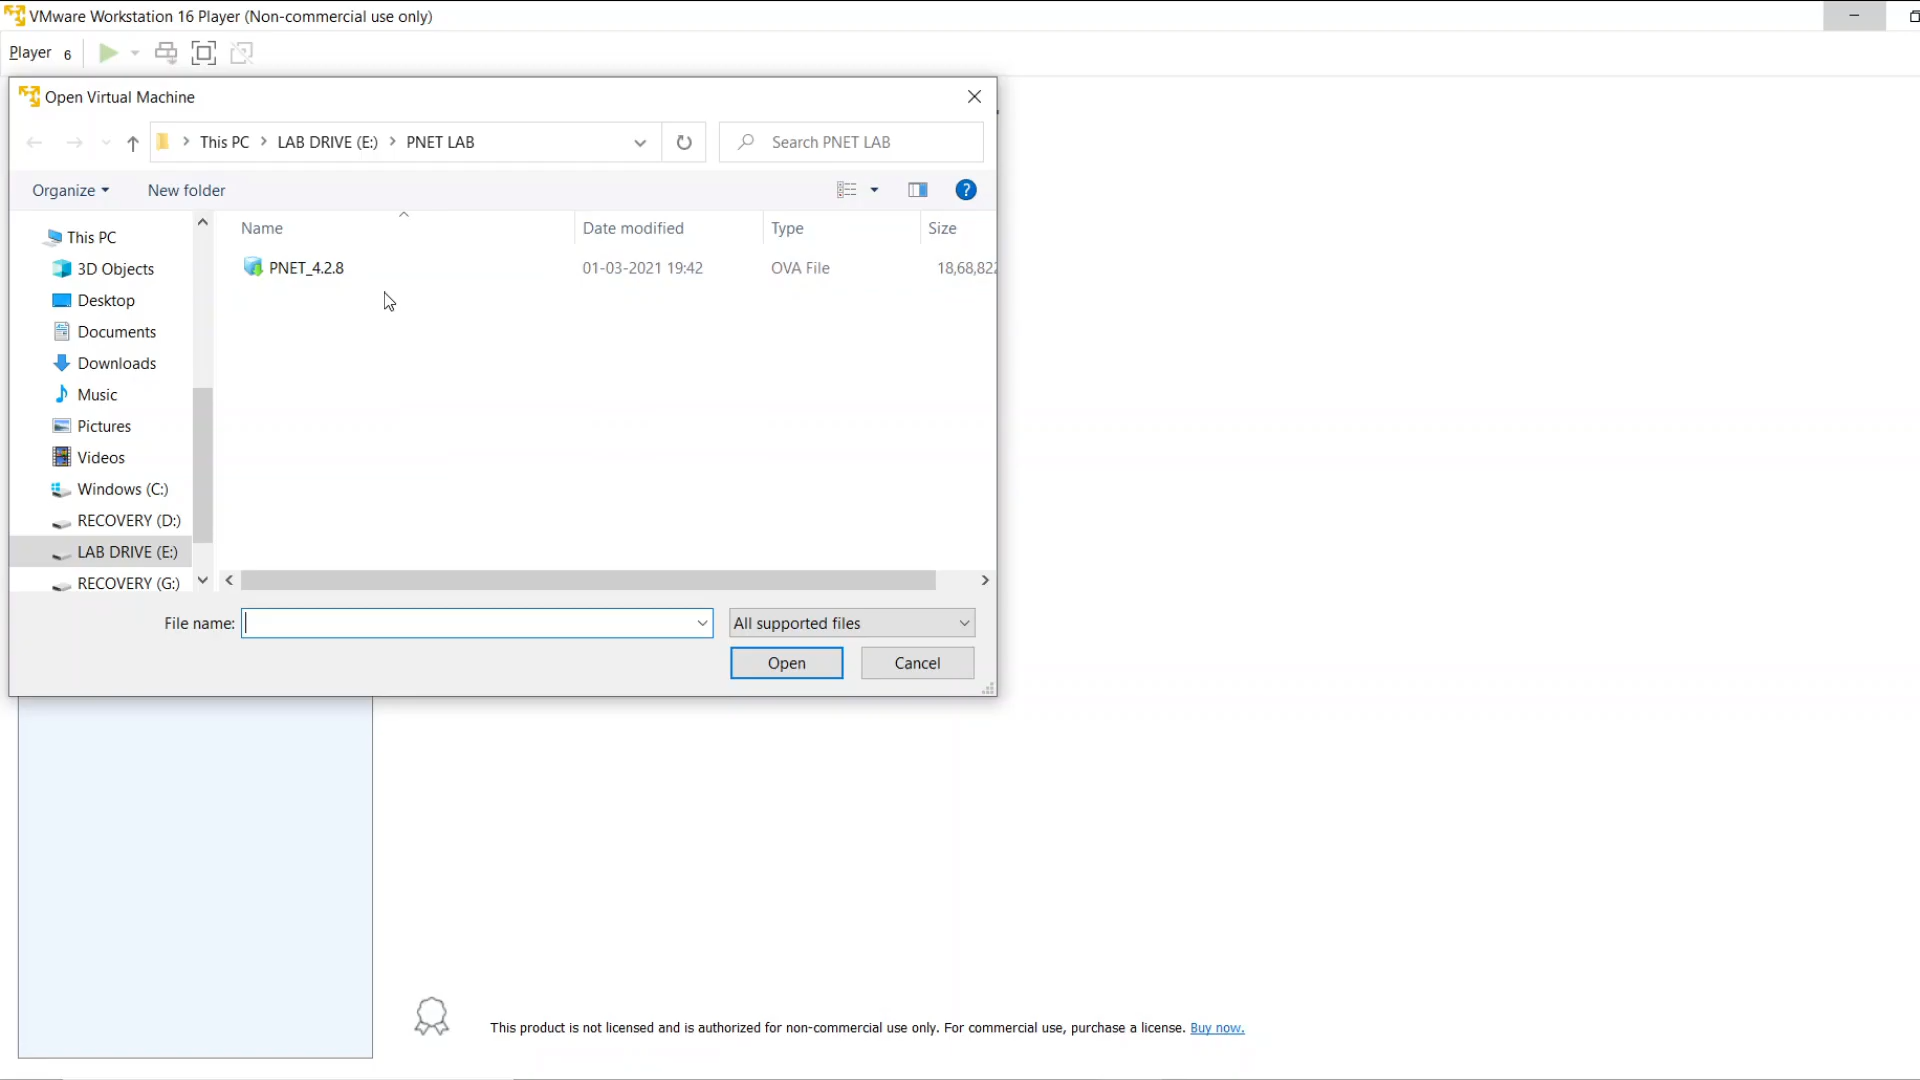 VMware Workstation 16 Player (Non-commercial use only)
Player 6
Open Virtual Machine
This PC LAB DRIVE (E:) PNET LAB
Search PNET LAB
Organize New folder
?
Name Date modified Type Size
PNET_4.2.8 01-03-2021 19:42 OVA File 18,68,822
This PC
3D Objects
Desktop
Documents
Downloads
Music
Pictures
Videos
Windows (C:)
RECOVERY (D:)
LAB DRIVE (E:)
RECOVERY (G:)
File name: All supported files
Open Cancel
This product is not licensed and is authorized for non-commercial use only. For commercial use, purchase a license. Buy now.